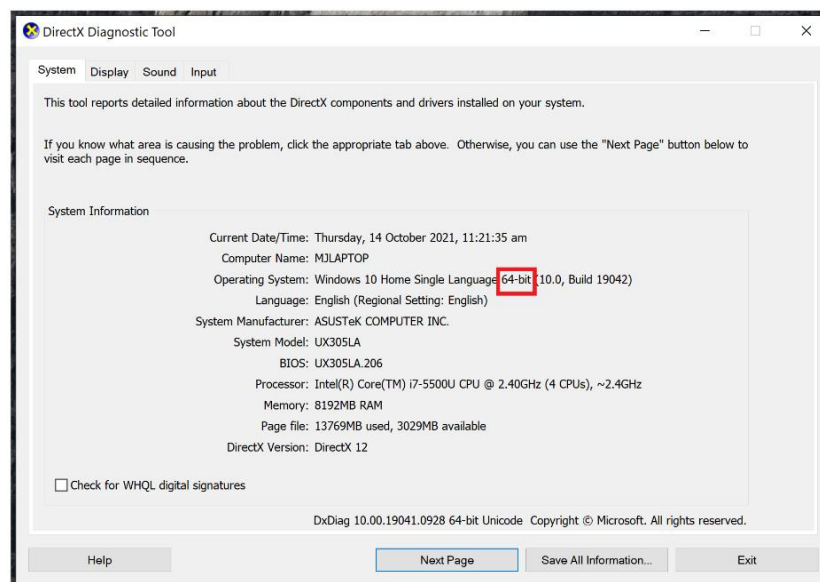 DirectX Diagnostic Tool
System Display Sound Input
This tool reports detailed information about the DirectX components and drivers installed on your system.
If you know what area is causing the problem, click the appropriate tab above. Otherwise, you can use the "Next Page" button below to
visit each page in sequence.
System Information
Current Date/Time: Thursday, 14 October 2021, 11:21:35 am
Computer Name: MJLAPTOP
Operating System: Windows 10 Home Single Language 64-bit (10.0, Build 19042)
Language: English (Regional Setting: English)
System Manufacturer: ASUSTeK COMPUTER INC.
System Model: UX305LA
BIOS: UX305LA.206
Processor: Intel(R) Core(TM) i7-5500U CPU @ 2.40GHz (4 CPUs), ~2.4GHz
Memory: 8192MB RAM
Page file: 13769MB used, 3029MB available
DirectX Version: DirectX 12
Check for WHQL digital signatures
DxDiag 10.00.19041.0928 64-bit Unicode Copyright © Microsoft. All rights reserved.
Help Next Page Save All Information... Exit